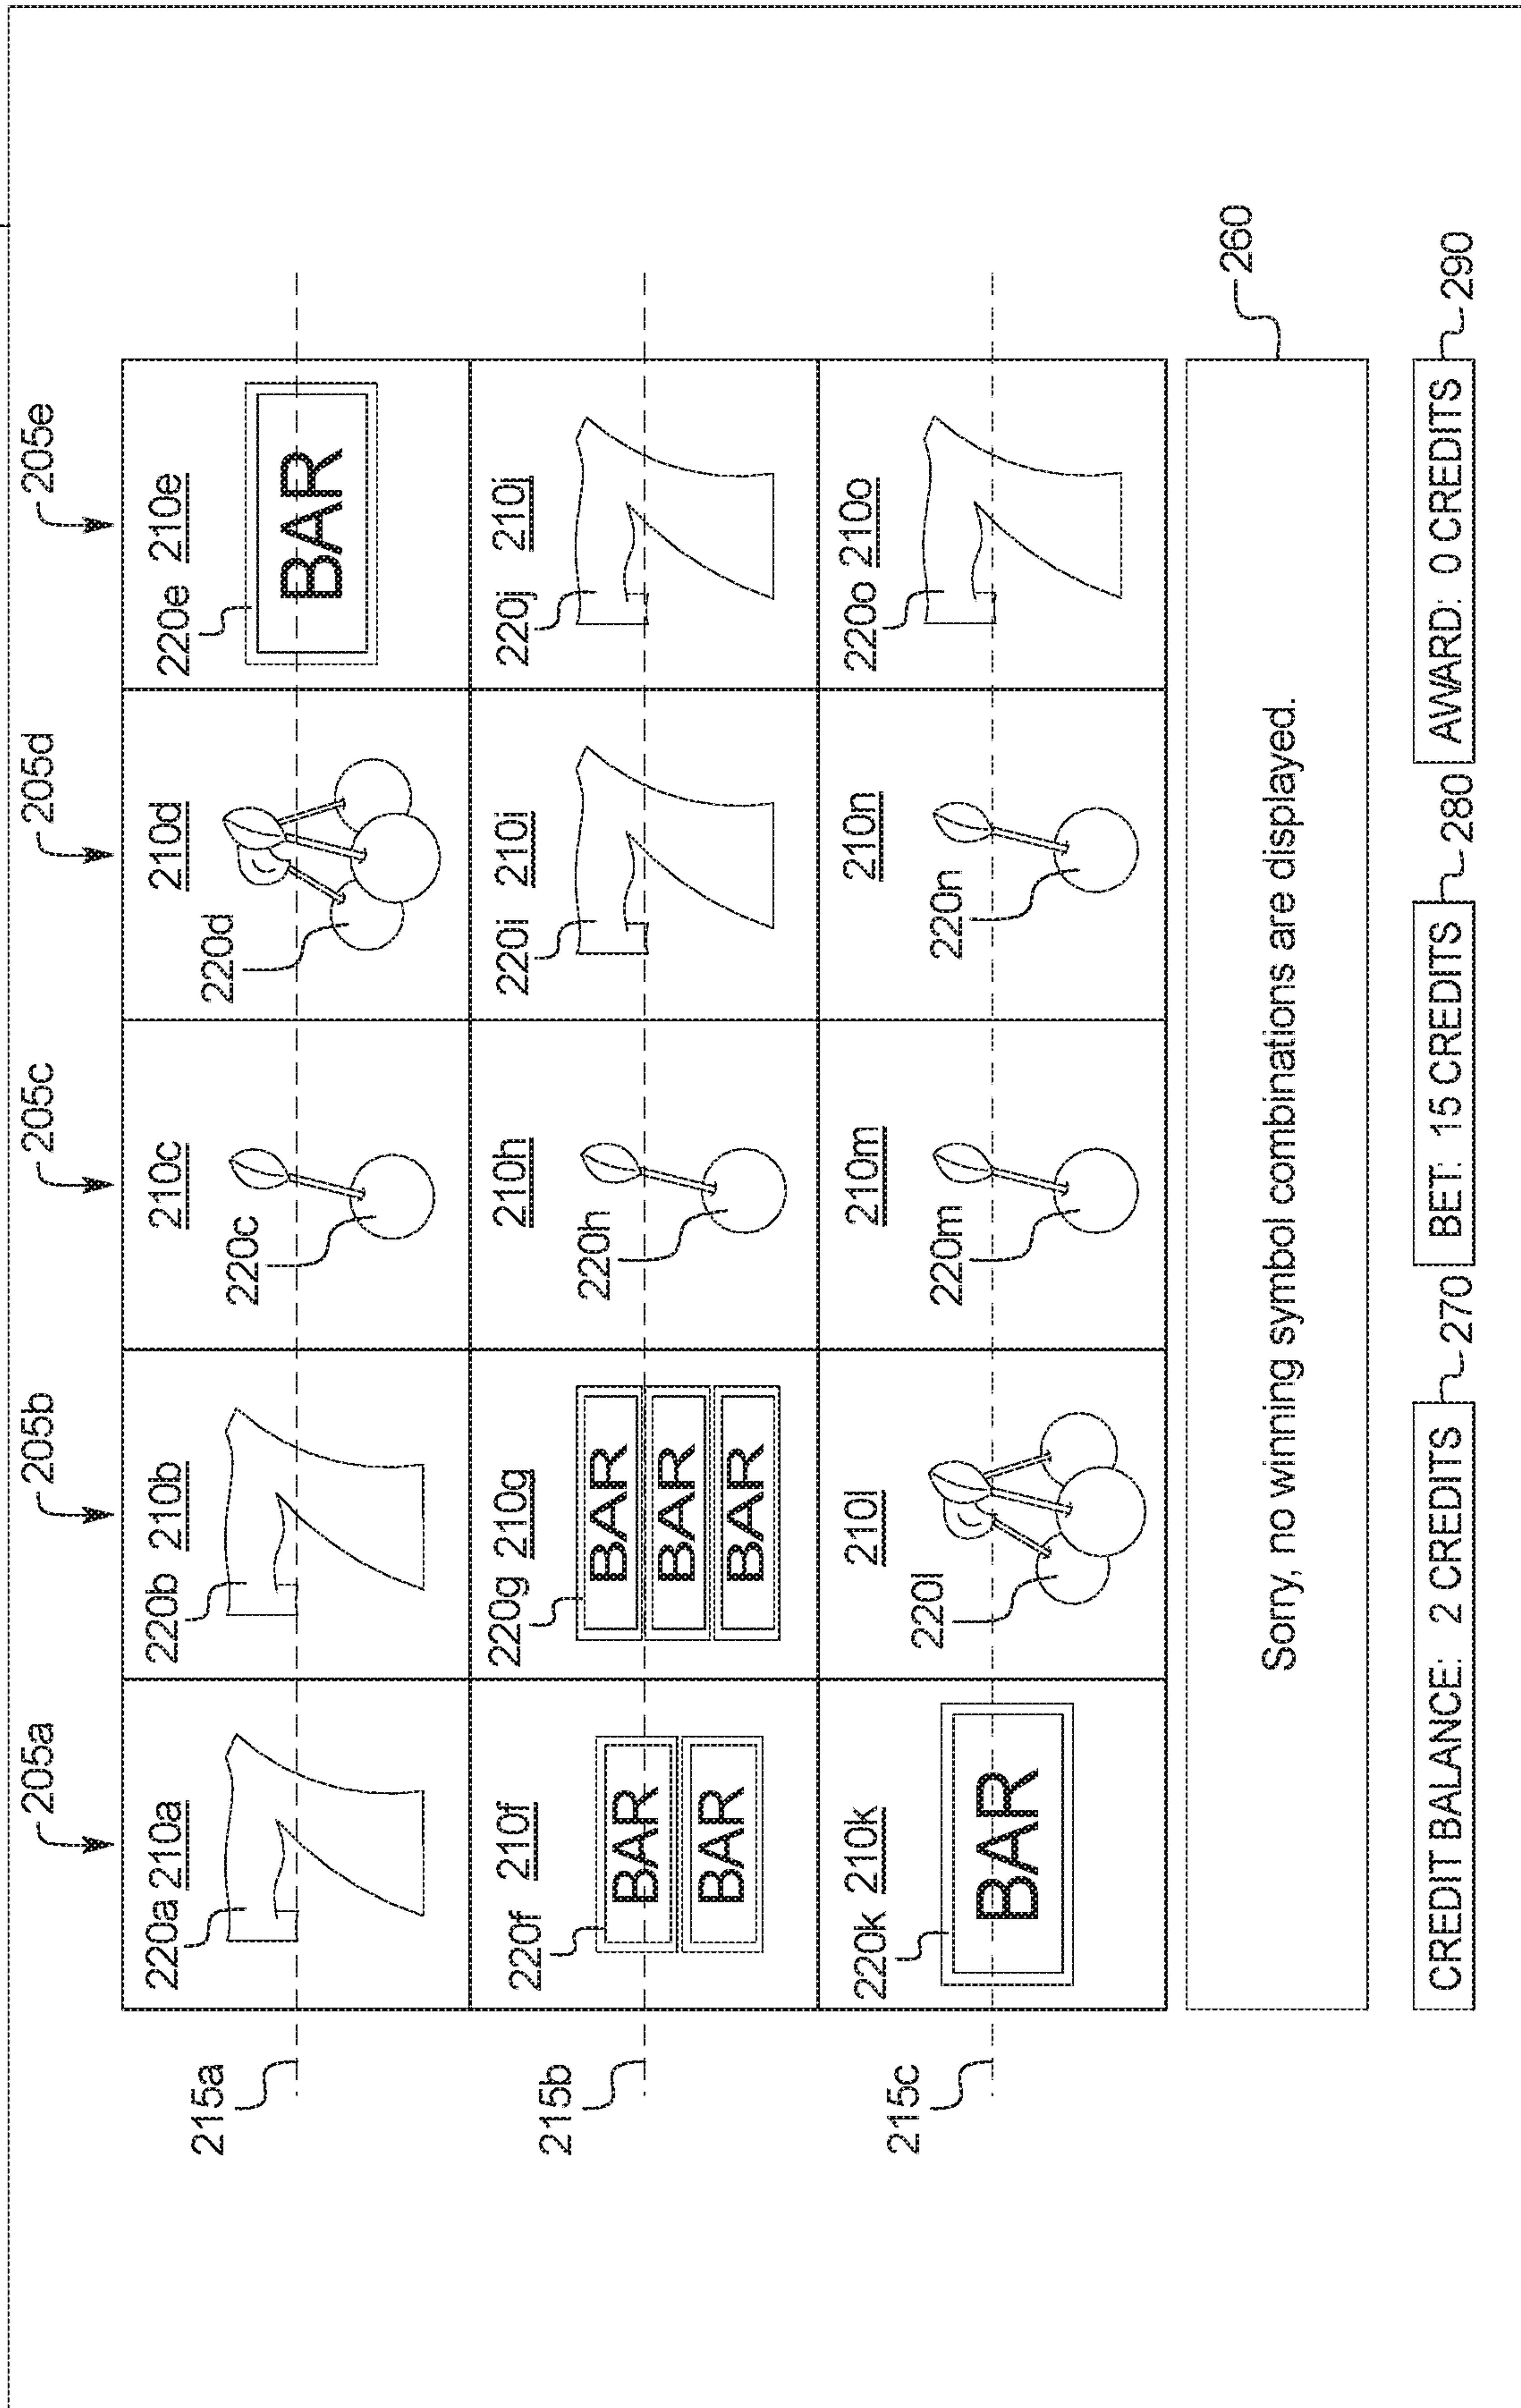 205a 205b 205c 205d 205e
220a 210a 220b 210b 210c 210d 220e 210e
220c 220d BAR
215a
220f 210f 220g 210g 210h 220i 210i 220j 210j
BAR BAR 220h
BAR BAR
BAR
215b
220k 210k 210l 210m 210n 220o 210o
BAR 220l 220m 220n
215c
Sorry, no winning symbol combinations are displayed.
260
CREDIT BALANCE: 2 CREDITS 270 BET: 15 CREDITS 280 AWARD: 0 CREDITS 290